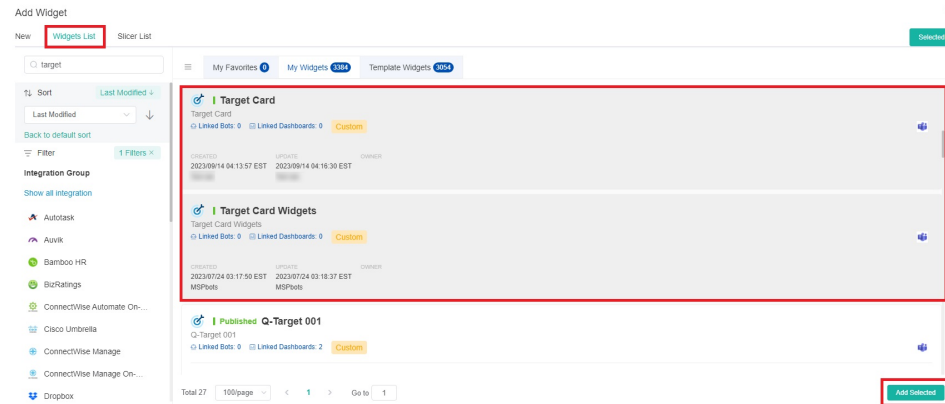 Add Widget
New Widgets List Slicer List Selected
target
My Favorites 0 My Widgets 3384 Template Widgets 3054
Sort Last Modified ↓
Last Modified
Back to default sort
Filter 1 Filters ×
Integration Group
Show all integration
Autotask
Auvik
Bamboo HR
BizRatings
ConnectWise Automate On-...
Cisco Umbrella
ConnectWise Manage
ConnectWise Manage On-...
Dropbox
Target Card
Target Card
Linked Bots: 0 Linked Dashboards: 0 Custom
CREATED UPDATE OWNER
2023/09/14 04:13:57 EST 2023/09/14 04:16:30 EST
Target Card Widgets
Target Card Widgets
Linked Bots: 0 Linked Dashboards: 0 Custom
CREATED UPDATE OWNER
2023/07/24 03:17:50 EST 2023/07/24 03:18:37 EST
MSPbots MSPbots
Published Q-Target 001
Q-Target 001
Linked Bots: 0 Linked Dashboards: 2 Custom
Total 27 100/page < 1 > Go to 1
Add Selected